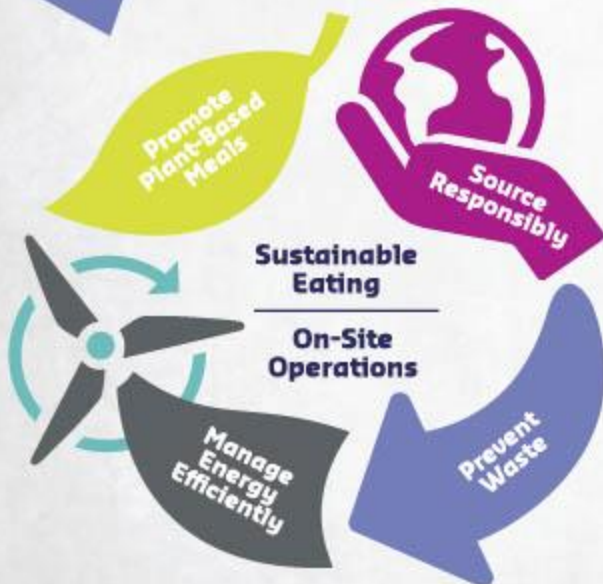 Promote
Plant-Based
Meals
Source
Responsibly
Sustainable
Eating
On-Site
Operations
Manage
Energy
Efficiently
Prevent
Waste